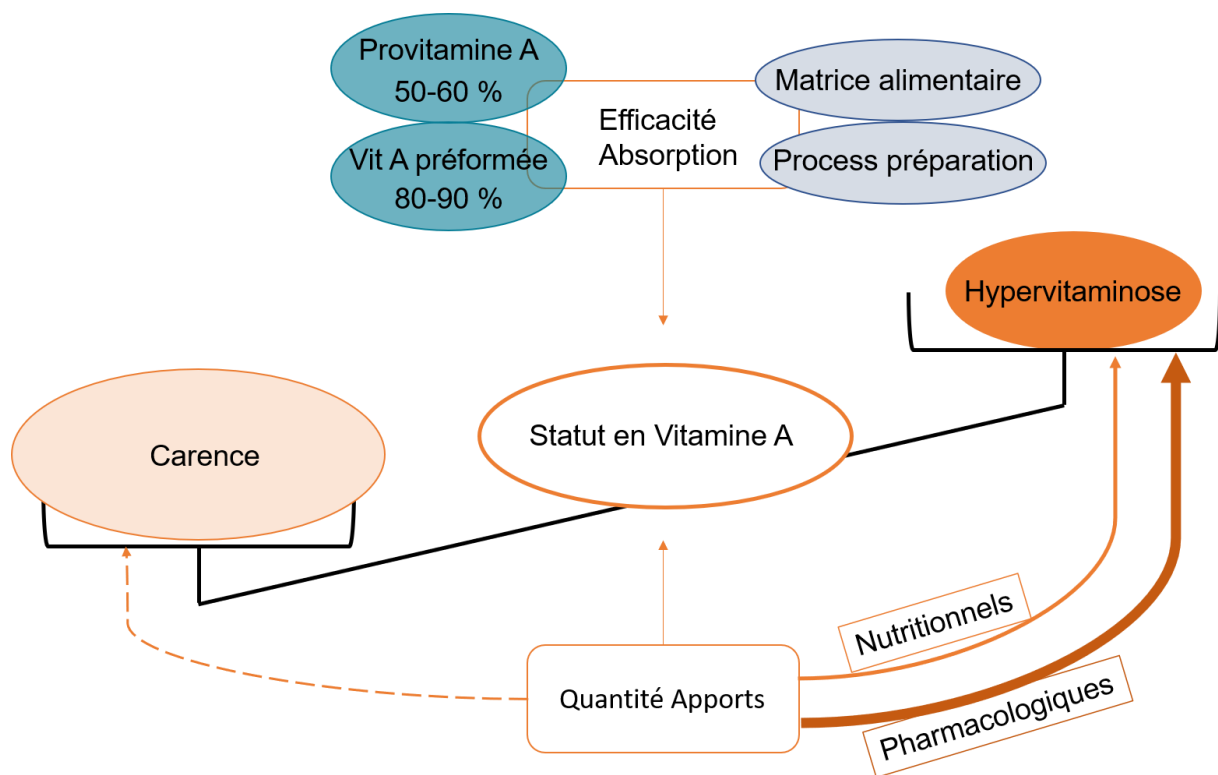 Provitamine A
50-60 %
Vit A préformée
80-90 %
Efficacité
Absorption
Matrice alimentaire
Process préparation
Hypervitaminose
Carence
Statut en Vitamine A
Quantité Apports
Nutritionnels
Pharmacologiques